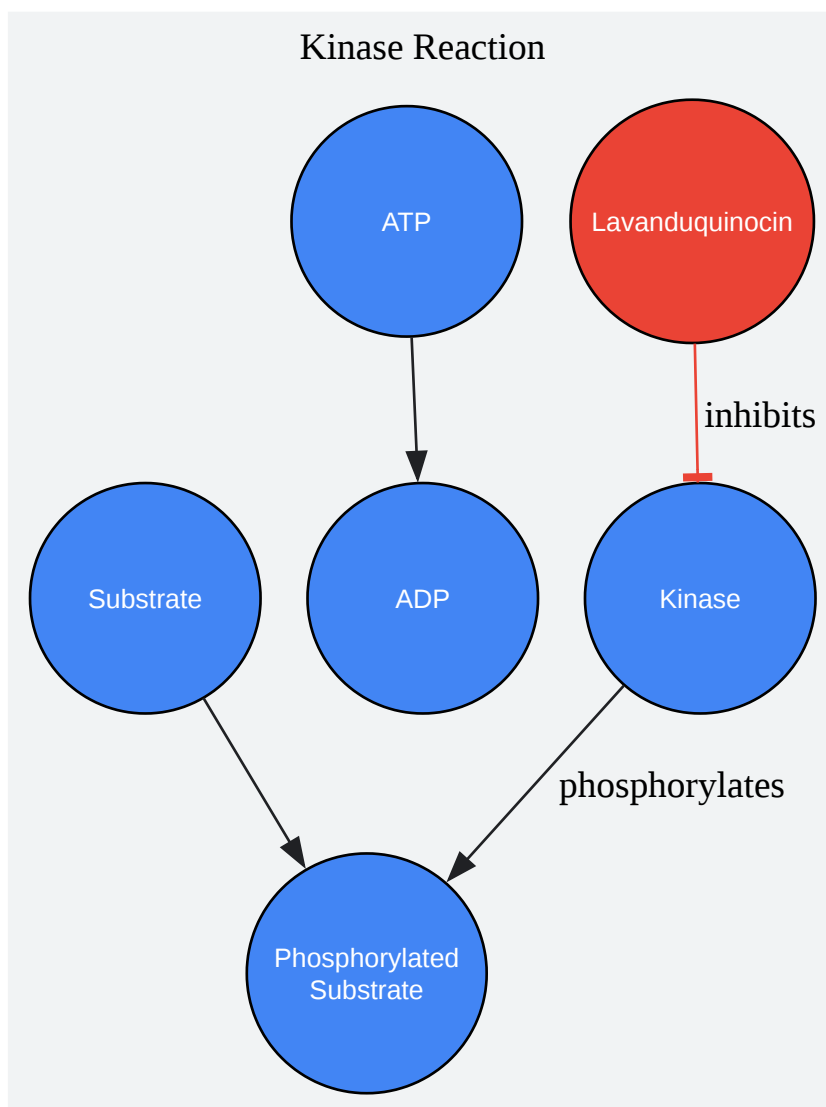 Kinase Reaction
ATP
Lavanduquinocin
inhibits
Substrate
ADP
Kinase
phosphorylates
Phosphorylated
Substrate